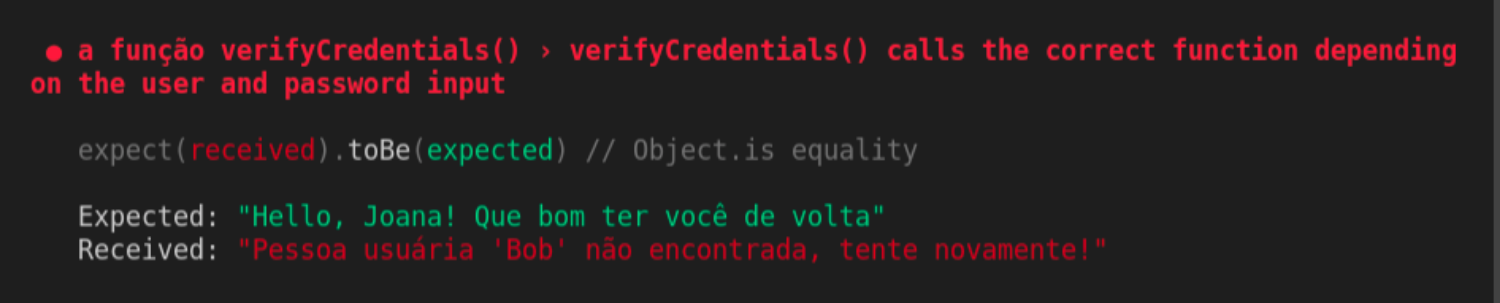 ● a função verifyCredentials() › verifyCredentials() calls the correct function depending
on the user and password input
expect(received).toBe(expected) // Object.is equality
Expected: "Hello, Joana! Que bom ter você de volta"
Received: "Pessoa usuária 'Bob' não encontrada, tente novamente!"